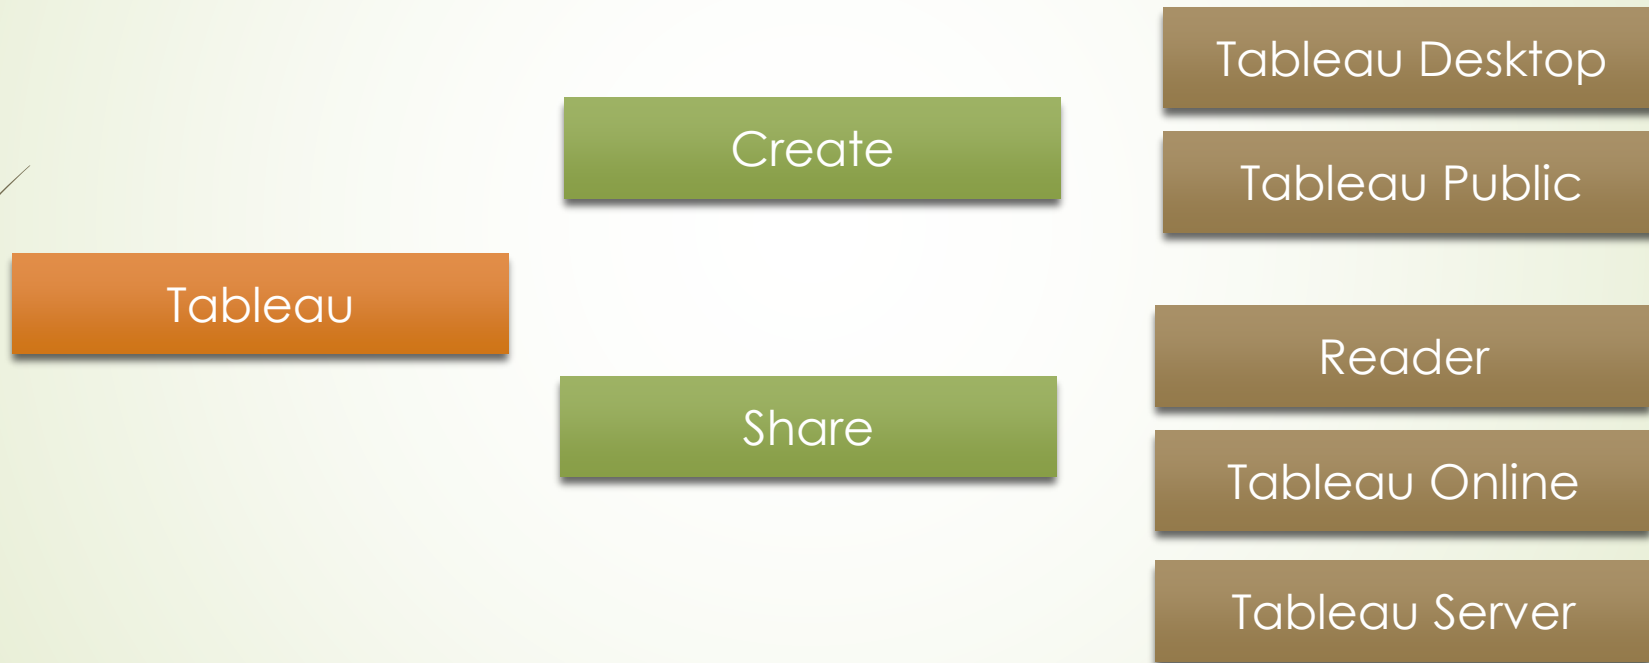 Tableau
Create
Share
Tableau Desktop
Tableau Public
Reader
Tableau Online
Tableau Server